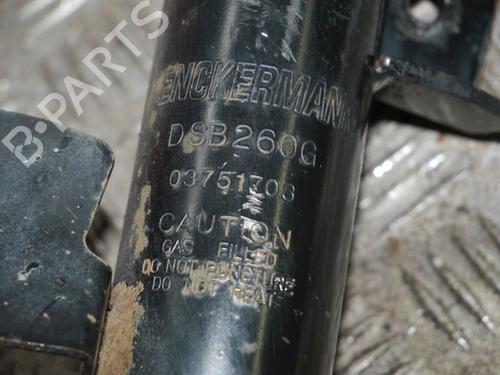 B-PARTS
ENCKERMANN
DSB260G
03751703
CAUTION
GAS FILLED
DO NOT PUNCTURE
DO NOT HEAT